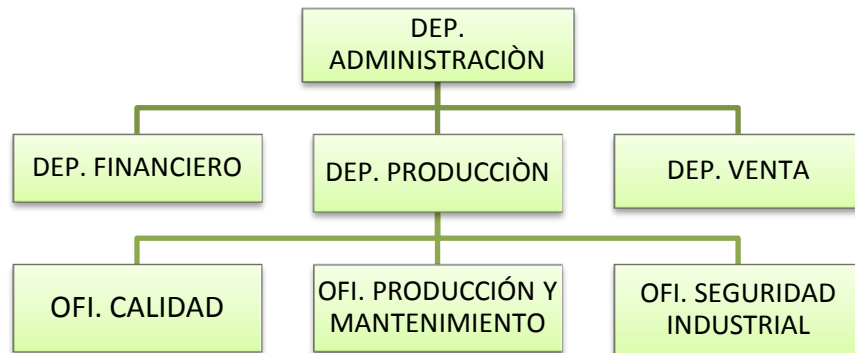 DEP.
ADMINISTRACIÒN
DEP. FINANCIERO
DEP. PRODUCCIÒN
DEP. VENTA
OFI. CALIDAD
OFI. PRODUCCIÓN Y
MANTENIMIENTO
OFI. SEGURIDAD
INDUSTRIAL